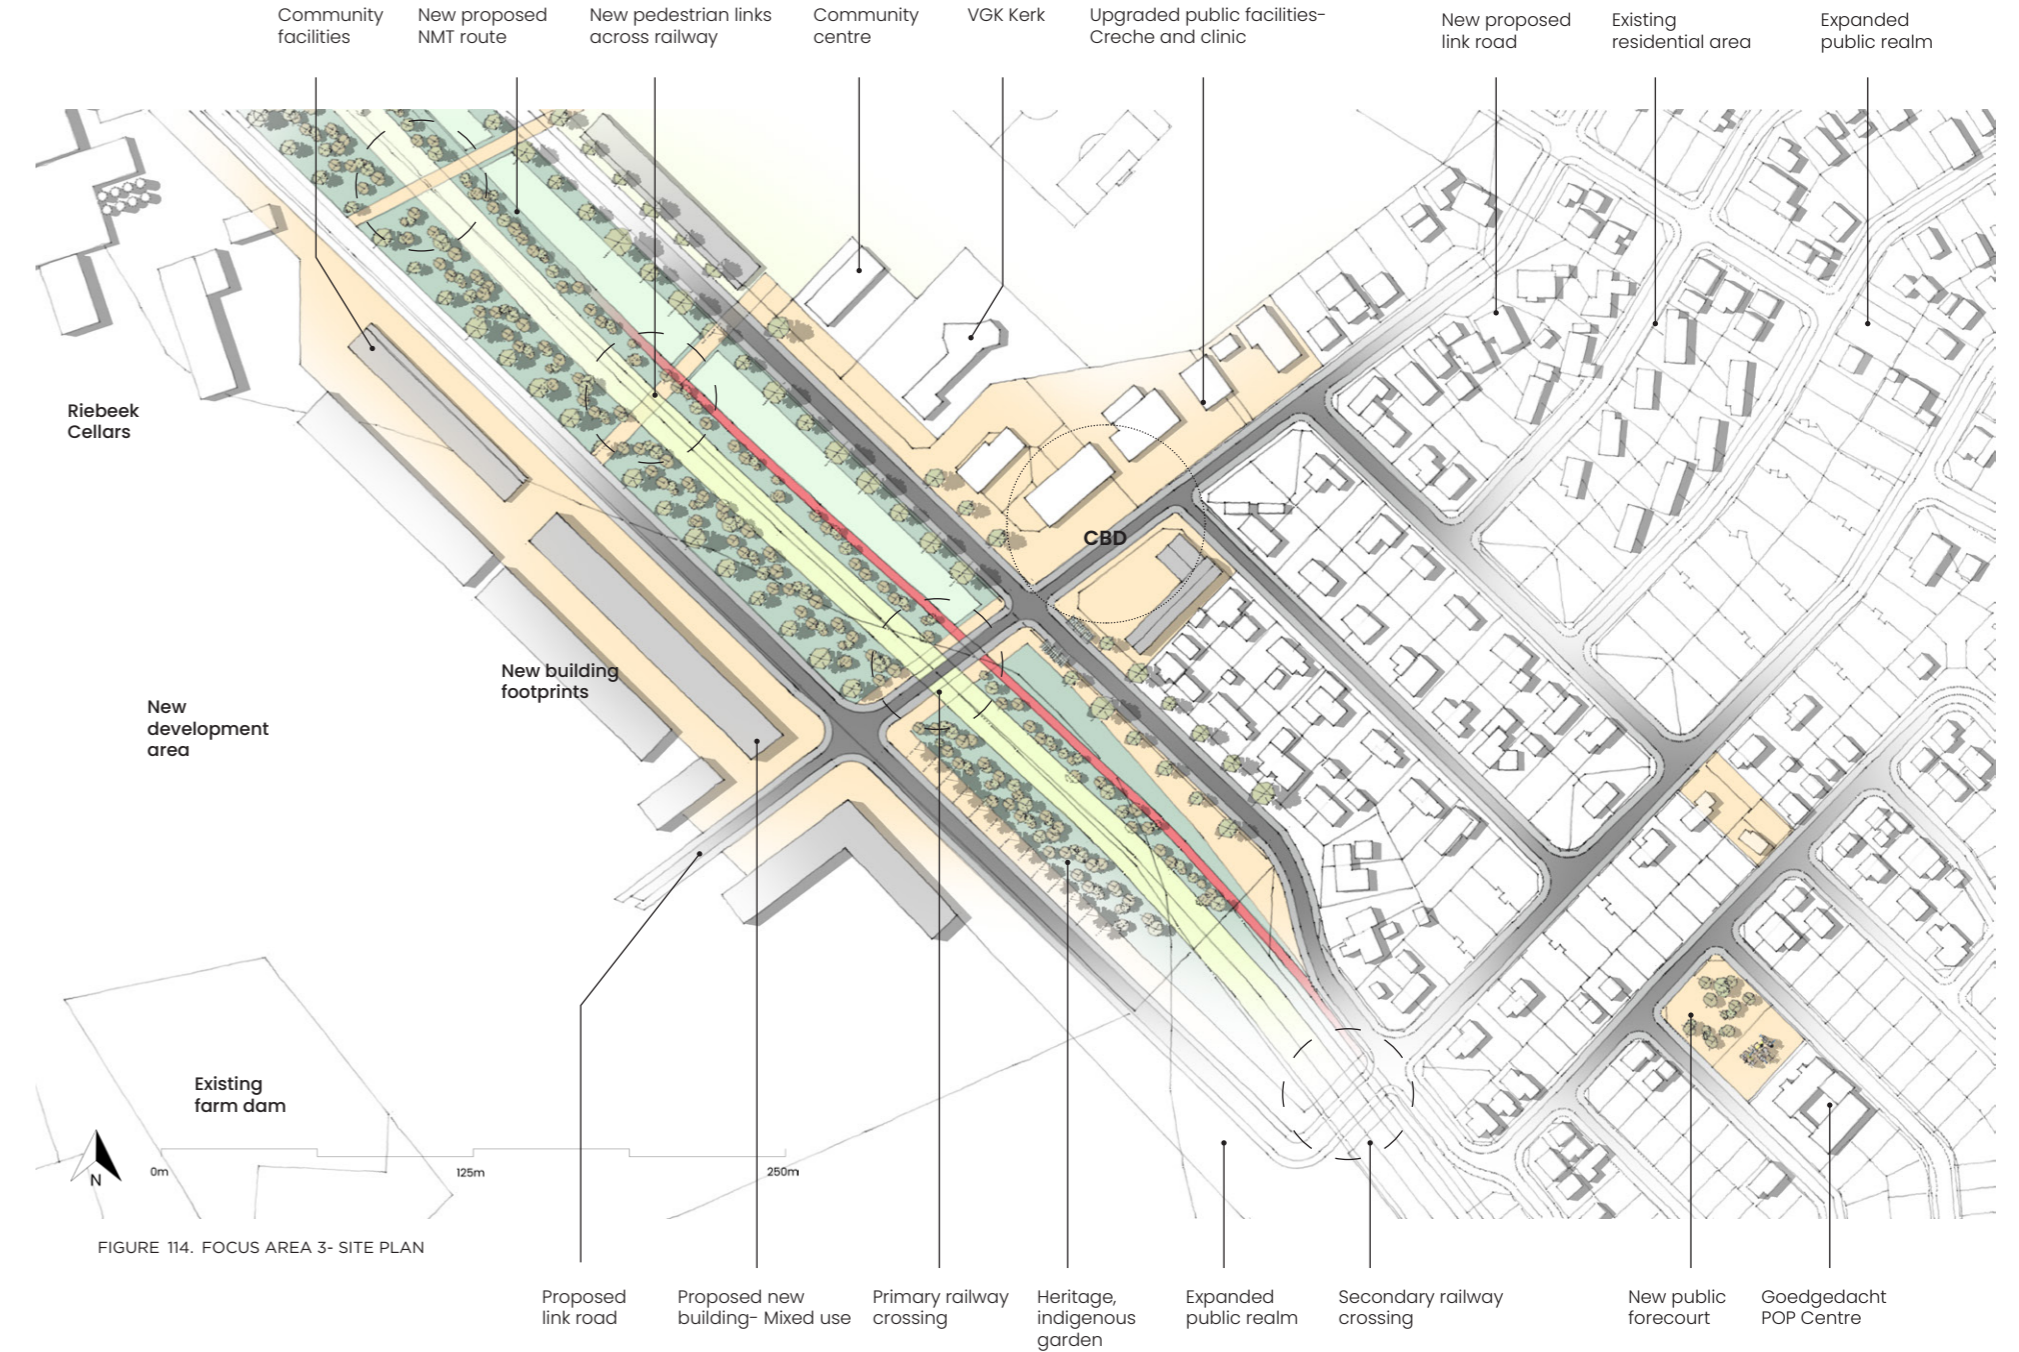 Community
facilities
New proposed
NMT route
New pedestrian links
across railway
Community
centre
VGK Kerk
Upgraded public facilities-
Creche and clinic
New proposed
link road
Existing
residential area
Expanded
public realm
Riebeek
Cellars
CBD
New building
footprints
New
development
area
Existing
farm dam
N
0m
125m
250m
FIGURE 114. FOCUS AREA 3- SITE PLAN
Proposed
link road
Proposed new
building- Mixed use
Primary railway
crossing
Heritage,
indigenous
garden
Expanded
public realm
Secondary railway
crossing
New public
forecourt
Goedgedacht
POP Centre